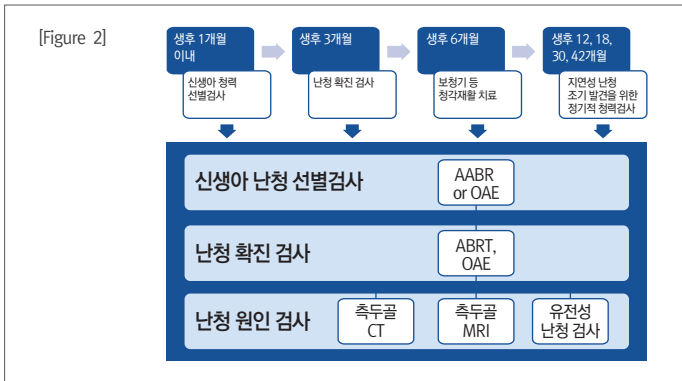 [Figure 2]
생후 1개월
이내
신생아 청력
선별검사
생후 3개월
난청 확진 검사
생후 6개월
보청기 등
청각재활 치료
생후 12, 18,
30, 42개월
지연성 난청
조기 발견을 위한
정기적 청력검사
신생아 난청 선별검사
AABR
or OAE
난청 확진 검사
ABRT,
OAE
난청 원인 검사
측두골
CT
측두골
MRI
유전성
난청 검사